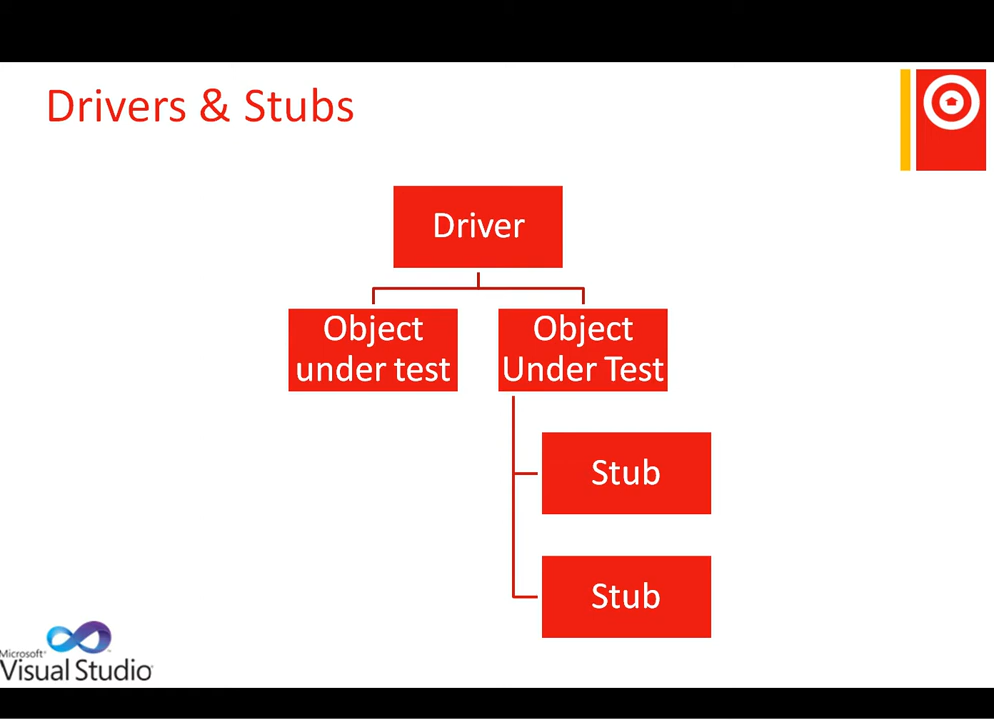 Drivers & Stubs
Driver
Object
under test
Object
Under Test
Stub
Stub
Microsoft®
Visual Studio®